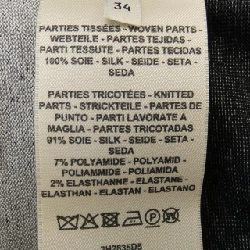 34
PARTIES TISSÉES - WOVEN PARTS -
WEBTEILE - PARTES TEJIDAS -
PARTI TESSUTE - PARTES TECIDAS
100% SOIE - SILK - SEIDE - SETA -
SEDA
PARTIES TRICOTÉES - KNITTED
PARTS - STRICKTEILE - PARTES DE
PUNTO - PARTI LAVORATE A
MAGLIA - PARTES TRICOTADAS
91% SOIE - SILK - SEIDE - SETA -
SEDA
7% POLYAMIDE - POLYAMID -
POLIAMMIDE - POLIAMIDA
2% ELASTHANNE - ELASTANE -
ELASTHAN - ELASTAN - ELASTANO